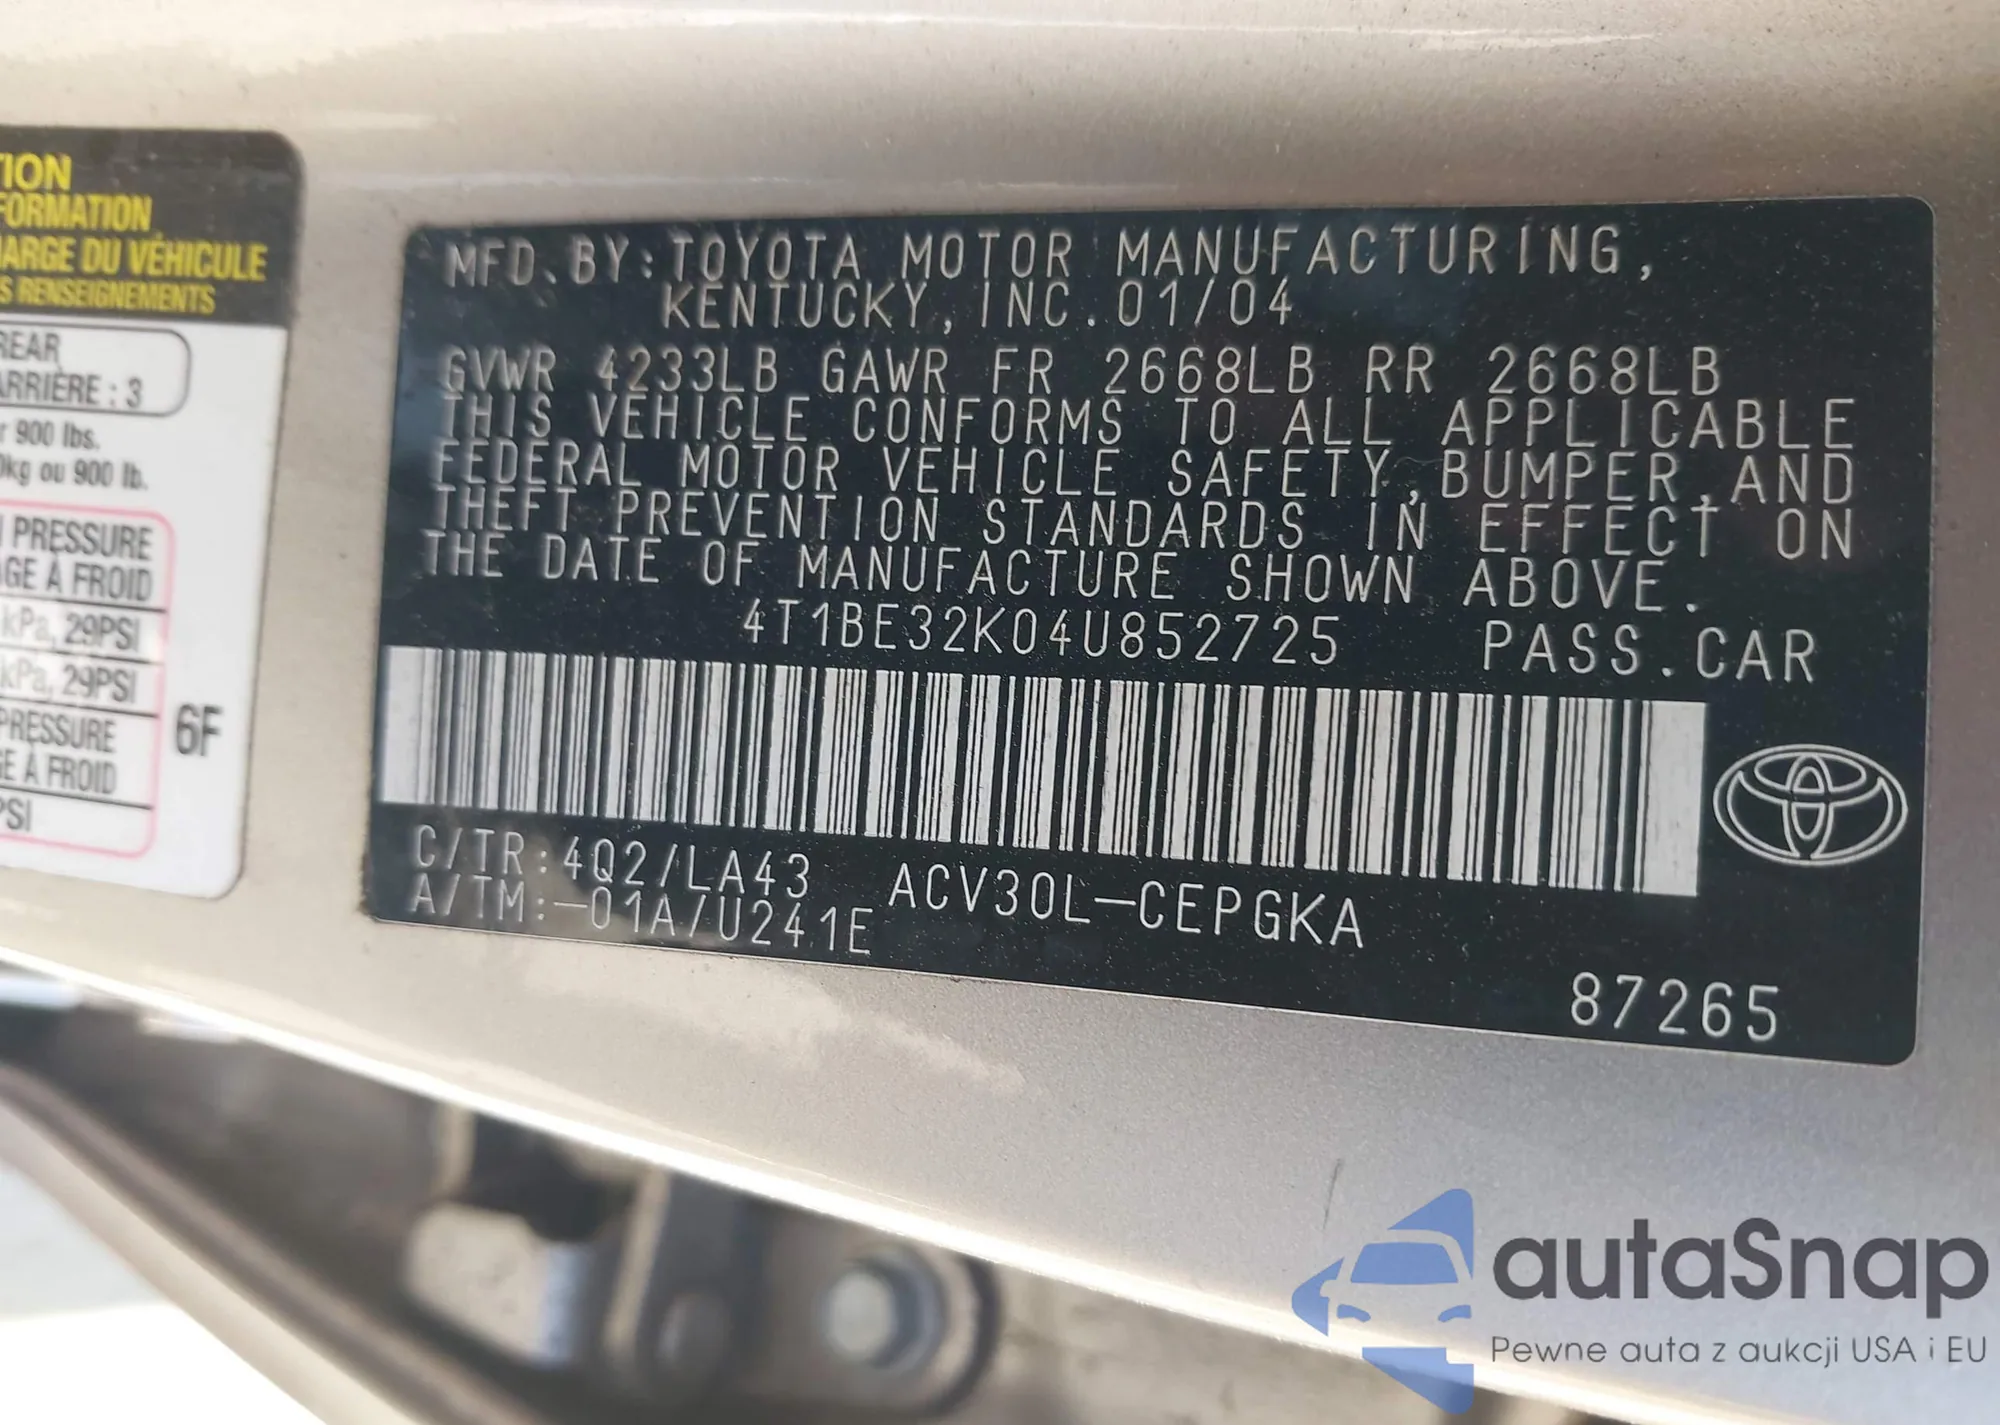 TION
FORMATION
HARGE DU VÉHICULE
S RENSEIGNEMENTS
REAR
ARRIÈRE : 3
r 900 lbs.
0kg ou 900 lb.
PRESSURE
GE À FROID
kPa, 29PSI
kPa, 29PSI
PRESSURE
E À FROID
PSI
6F
MFD. BY: TOYOTA MOTOR MANUFACTURING,
KENTUCKY, INC. 01/04
GVWR 4233LB GAWR FR 2668LB RR 2668LB
THIS VEHICLE CONFORMS TO ALL APPLICABLE
FEDERAL MOTOR VEHICLE SAFETY, BUMPER, AND
THEFT PREVENTION STANDARDS IN EFFECT ON
THE DATE OF MANUFACTURE SHOWN ABOVE.
4T1BE32K04U852725 PASS. CAR
C/TR: 4Q2/LA43 ACV30L-CEPGKA
A/TM:-01A/U241E
87265
autaSnap
Pewne auta z aukcji USA i EU